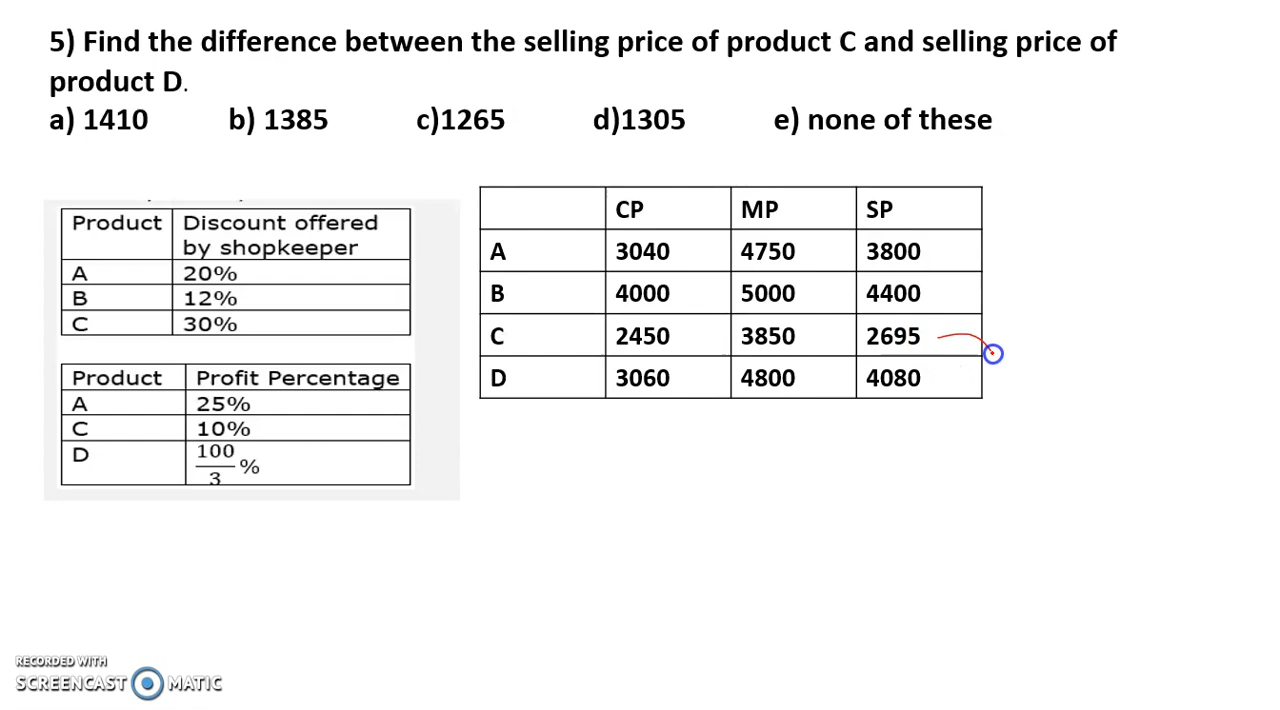 5) Find the difference between the selling price of product C and selling price of
product D.
a) 1410 b) 1385 c)1265 d)1305 e) none of these
Product Discount offered
by shopkeeper
A 20%
B 12%
C 30%
Product Profit Percentage
A 25%
C 10%
D 100/3 %
CP MP SP
A 3040 4750 3800
B 4000 5000 4400
C 2450 3850 2695
D 3060 4800 4080
RECORDED WITH
SCREENCAST MATIC